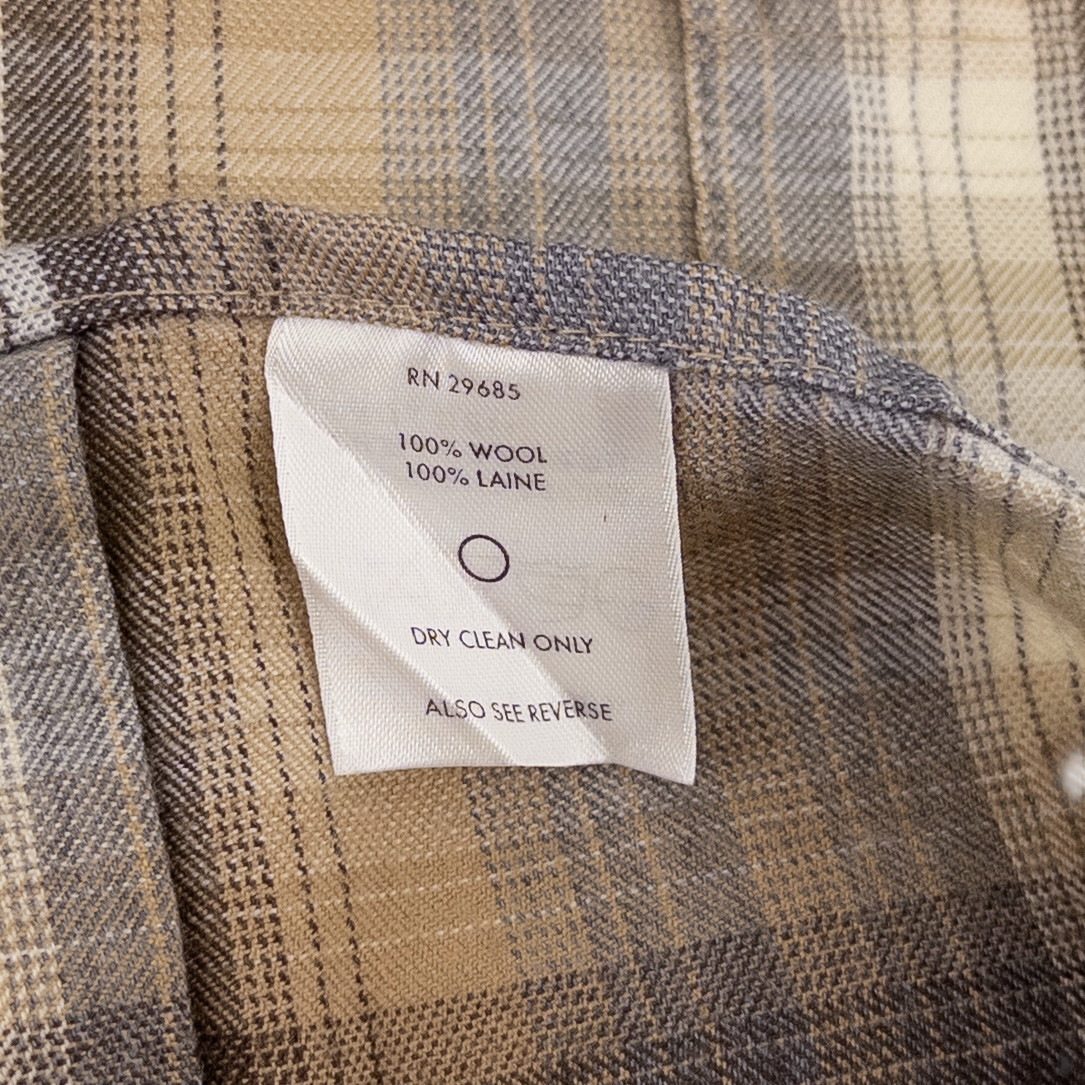 RN 29685
100% WOOL
100% LAINE
DRY CLEAN ONLY
ALSO SEE REVERSE